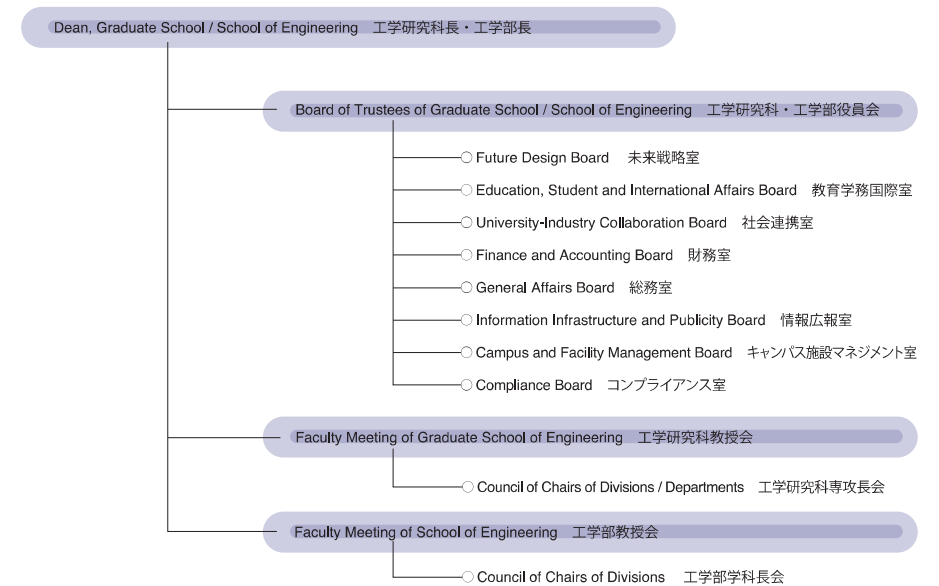 Dean, Graduate School / School of Engineering 工学研究科長・工学部長
Board of Trustees of Graduate School / School of Engineering 工学研究科・工学部役員会
Future Design Board 未来戦略室
Education, Student and International Affairs Board 教育学務国際室
University-Industry Collaboration Board 社会連携室
Finance and Accounting Board 財務室
General Affairs Board 総務室
Information Infrastructure and Publicity Board 情報広報室
Campus and Facility Management Board キャンパス施設マネジメント室
Compliance Board コンプライアンス室
Faculty Meeting of Graduate School of Engineering 工学研究科教授会
Council of Chairs of Divisions / Departments 工学研究科専攻長会
Faculty Meeting of School of Engineering 工学部教授会
Council of Chairs of Divisions 工学部学科長会